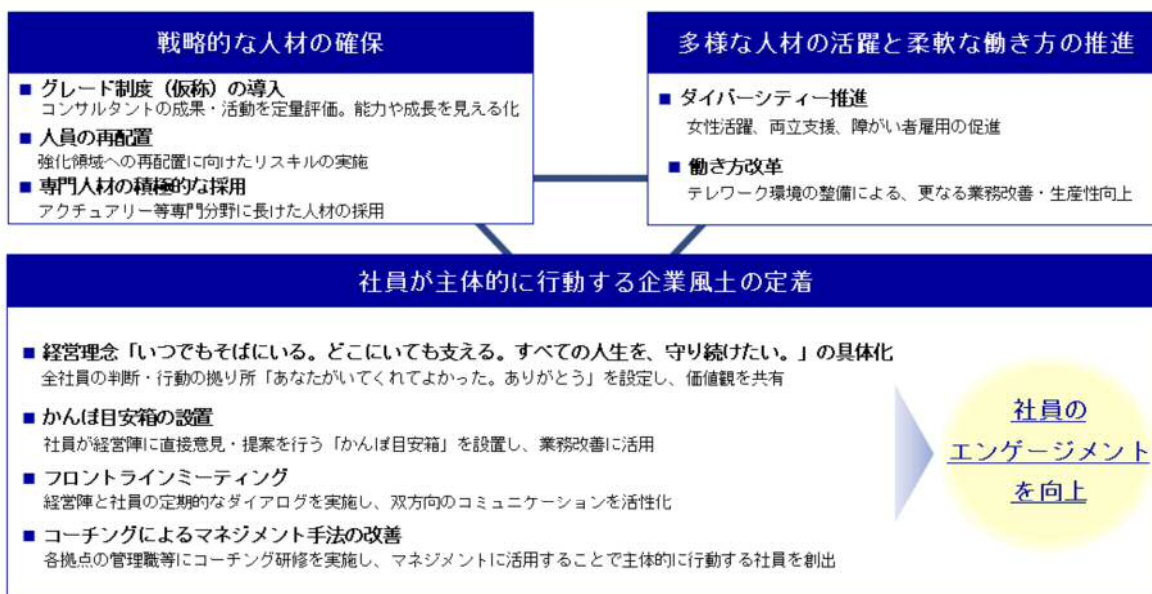 戦略的な人材の確保
■ グレード制度（仮称）の導入
コンサルタントの成果・活動を定量評価。能力や成長を見える化
■ 人員の再配置
強化領域への再配置に向けたリスキルの実施
■ 専門人材の積極的な採用
アクチュアリー等専門分野に長けた人材の採用
多様な人材の活躍と柔軟な働き方の推進
■ ダイバーシティー推進
女性活躍、両立支援、障がい者雇用の促進
■ 働き方改革
テレワーク環境の整備による、更なる業務改善・生産性向上
社員が主体的に行動する企業風土の定着
■ 経営理念「いつでもそばにいる。どこにいても支える。すべての人生を、守り続けたい。」の具体化
全社員の判断・行動の拠り所「あなたがいてくれてよかった。ありがとう」を設定し、価値観を共有
■ かんぽ目安箱の設置
社員が経営陣に直接意見・提案を行う「かんぽ目安箱」を設置し、業務改善に活用
■ フロントラインミーティング
経営陣と社員の定期的なダイアログを実施し、双方向のコミュニケーションを活性化
■ コーチングによるマネジメント手法の改善
各拠点の管理職等にコーチング研修を実施し、マネジメントに活用することで主体的に行動する社員を創出
社員の
エンゲージメント
を向上